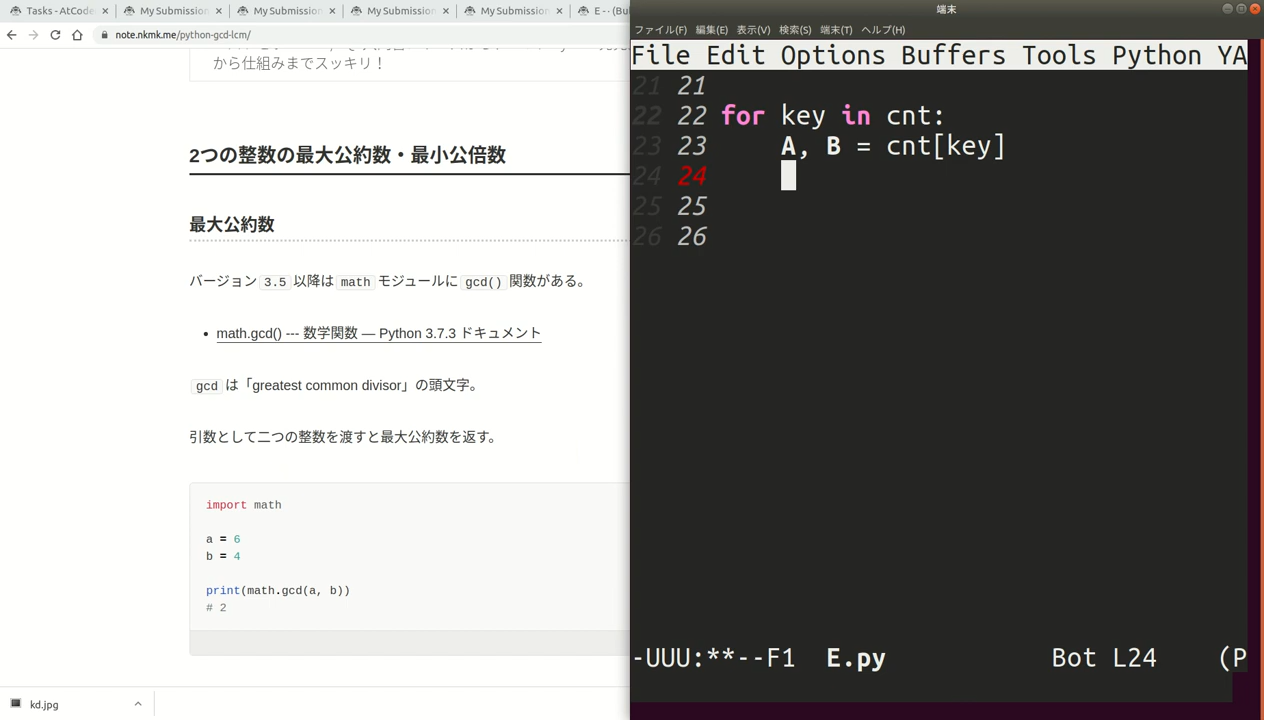 Tasks - AtCode
My Submission
My Submission
My Submission
My Submission
E - - (Bu
note.nkmk.me/python-gcd-lcm/
から仕組みまでスッキリ！
2つの整数の最大公約数・最小公倍数
最大公約数
バージョン 3.5 以降は math モジュールに gcd() 関数がある。
math.gcd() --- 数学関数 — Python 3.7.3 ドキュメント
gcd は「greatest common divisor」の頭文字。
引数として二つの整数を渡すと最大公約数を返す。
import math
a = 6
b = 4
print(math.gcd(a, b))
# 2
kd.jpg
端末
ファイル(F) 編集(E) 表示(V) 検索(S) 端末(T) ヘルプ(H)
File Edit Options Buffers Tools Python YA
21 21
22 22 for key in cnt:
23 23 A, B = cnt[key]
24 24
25 25
26 26
-UUU:**--F1 E.py Bot L24 (P